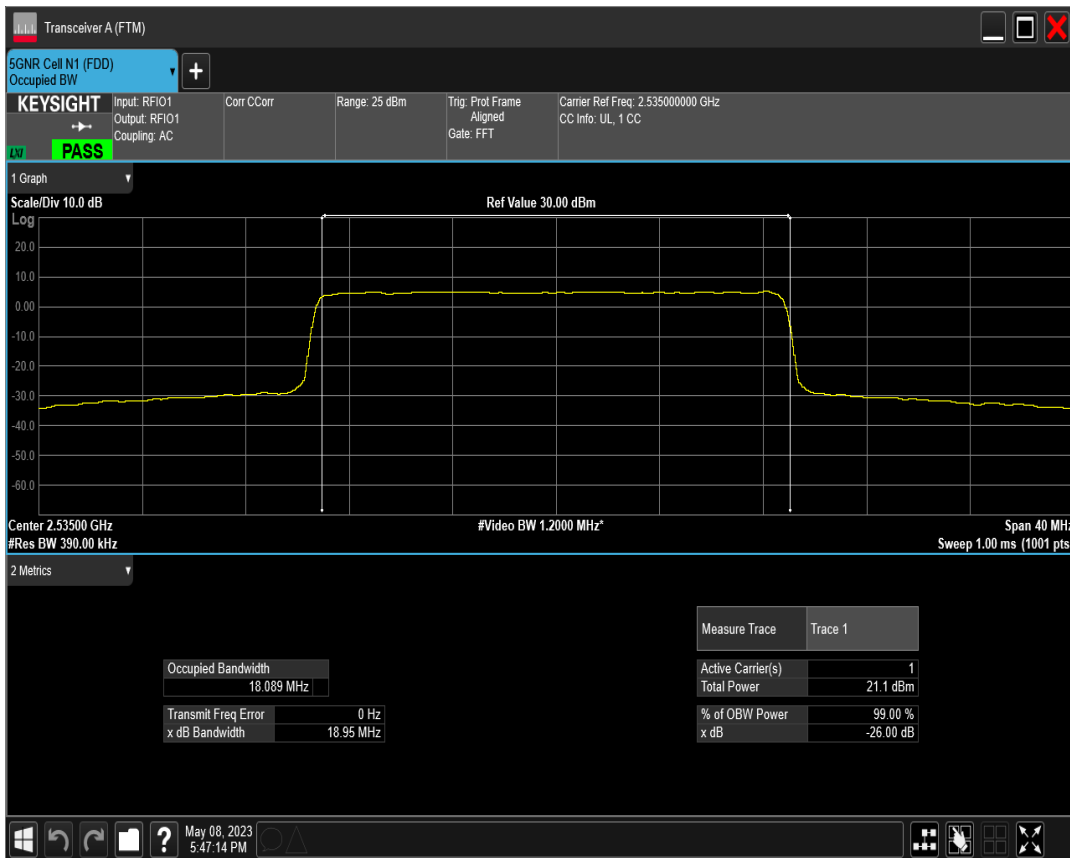 Transceiver A (FTM)
5GNR Cell N1 (FDD)
Occupied BW
+
KEYSIGHT
LXI
PASS
Input: RFIO1
Output: RFIO1
Coupling: AC
Corr CCorr
Range: 25 dBm
Trig: Prot Frame
Aligned
Gate: FFT
Carrier Ref Freq: 2.535000000 GHz
CC Info: UL, 1 CC
1 Graph
Scale/Div 10.0 dB
Ref Value 30.00 dBm
Log
20.0
10.0
0.00
-10.0
-20.0
-30.0
-40.0
-50.0
-60.0
Center 2.53500 GHz
#Video BW 1.2000 MHz*
Span 40 MHz
#Res BW 390.00 kHz
Sweep 1.00 ms (1001 pts
2 Metrics
Measure Trace Trace 1
Occupied Bandwidth
18.089 MHz
Active Carrier(s) 1
Total Power 21.1 dBm
Transmit Freq Error 0 Hz
x dB Bandwidth 18.95 MHz
% of OBW Power 99.00 %
x dB -26.00 dB
?
May 08, 2023
5:47:14 PM